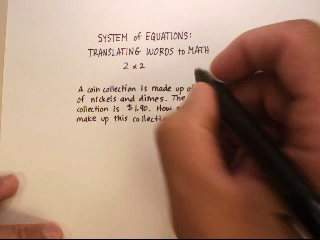 SYSTEM of EQUATIONS:
TRANSLATING WORDS to MATH
2 x 2
A coin collection is made up
of nickels and dimes. The
collection is $1.90. How
make up this